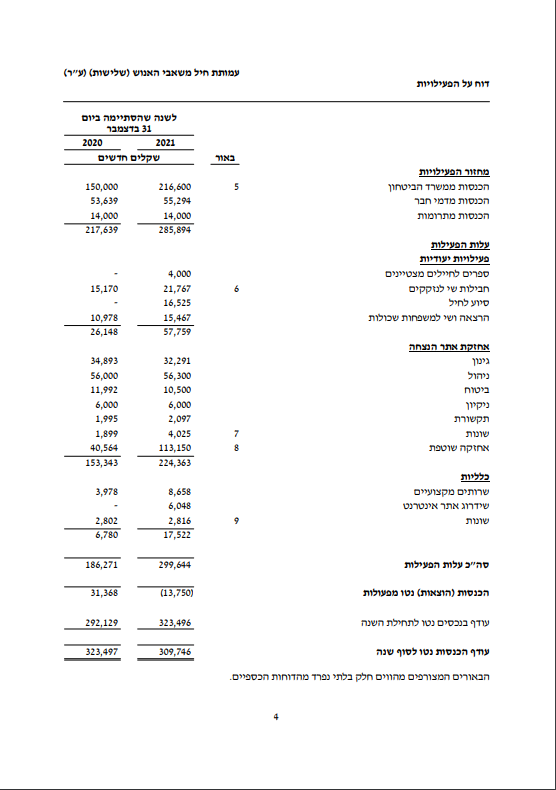 עמותת חיל משאבי האנוש (שלישות) (ע״ר)
דוח על הפעילויות
לשנה שהסתיימה ביום
31 בדצמבר
2021 2020
באור שקלים חדשים
מחזור הפעילויות
הכנסות ממשרד הביטחון 5 216,600 150,000
הכנסות מדמי חבר 55,294 53,639
הכנסות מתרומות 14,000 14,000
285,894 217,639
עלות הפעילות
פעילויות יעודיות
ספרים לחיילים מצטיינים 4,000 -
חבילות שי לנזקקים 6 21,767 15,170
סיוע לחיל 16,525 -
הרצאה ושי למשפחות שכולות 15,467 10,978
57,759 26,148
אחזקת אתר הנצחה
גינון 32,291 34,893
ניהול 56,300 56,000
ביטוח 10,500 11,992
ניקיון 6,000 6,000
תקשורת 2,097 1,995
שונות 7 4,025 1,899
אחזקה שוטפת 8 113,150 40,564
224,363 153,343
כלליות
שרותים מקצועיים 8,658 3,978
שידרוג אתר אינטרנט 6,048 -
שונות 9 2,816 2,802
17,522 6,780
סה״כ עלות הפעילות 299,644 186,271
הכנסות (הוצאות) נטו מפעולות (13,750) 31,368
עודף בנכסים נטו לתחילת השנה 323,496 292,129
עודף הכנסות נטו לסוף שנה 309,746 323,497
הבאורים המצורפים מהווים חלק בלתי נפרד מהדוחות הכספיים.
4